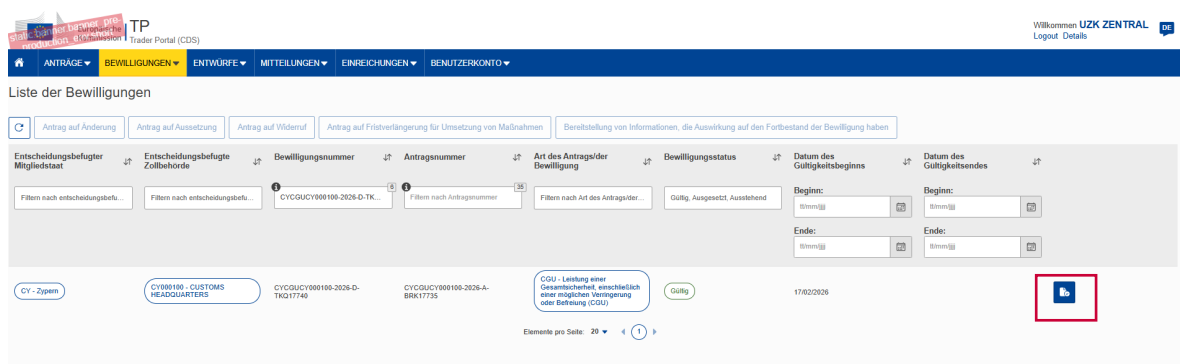 static banner banner_pre-production_
Europäische Kommission
TP
Trader Portal (CDS)
Willkommen UZK ZENTRAL
Logout Details
DE
ANTRÄGE
BEWILLIGUNGEN
ENTWÜRFE
MITTEILUNGEN
EINREICHUNGEN
BENUTZERKONTO
Liste der Bewilligungen
Antrag auf Änderung
Antrag auf Aussetzung
Antrag auf Widerruf
Antrag auf Fristverlängerung für Umsetzung von Maßnahmen
Bereitstellung von Informationen, die Auswirkung auf den Fortbestand der Bewilligung haben
Entscheidungsbefugter
Mitgliedstaat
Entscheidungsbefugte
Zollbehörde
Bewilligungsnummer
Antragsnummer
Art des Antrags/der
Bewilligung
Bewilligungsstatus
Datum des
Gültigkeitsbeginns
Datum des
Gültigkeitsendes
Filtern nach entscheidungsbefu...
Filtern nach entscheidungsbefu...
CYCGUCY000100-2026-D-TK...
6
Filtern nach Antragsnummer
35
Filtern nach Art des Antrags/der...
Gültig, Ausgesetzt, Ausstehend
Beginn:
tt/mm/jjjj
Ende:
tt/mm/jjjj
Beginn:
tt/mm/jjjj
Ende:
tt/mm/jjjj
CY - Zypern
CY000100 - CUSTOMS
HEADQUARTERS
CYCGUCY000100-2026-D-
TKQ17740
CYCGUCY000100-2026-A-
BRK17735
CGU - Leistung einer
Gesamtsicherheit, einschließlich
einer möglichen Verringerung
oder Befreiung (CGU)
Gültig
17/02/2026
Elemente pro Seite: 20
1